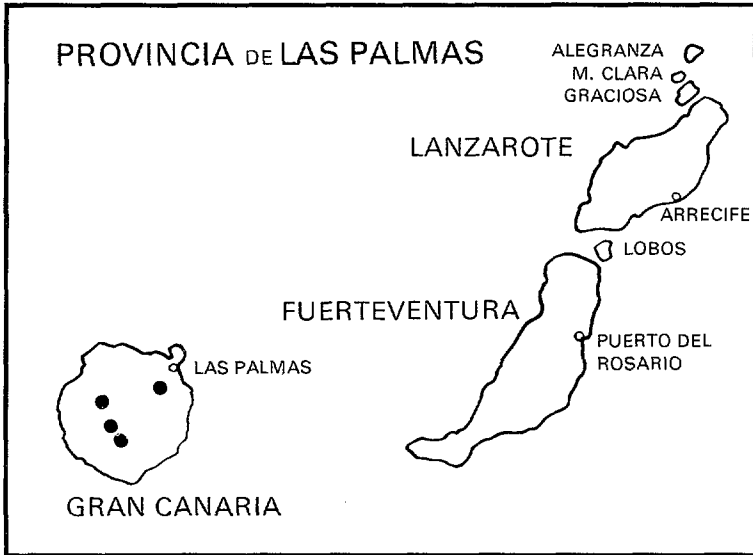 PROVINCIA DE LAS PALMAS
ALEGRANZA
M. CLARA
GRACIOSA
LANZAROTE
ARRECIFE
LOBOS
FUERTEVENTURA
PUERTO DEL
ROSARIO
LAS PALMAS
GRAN CANARIA